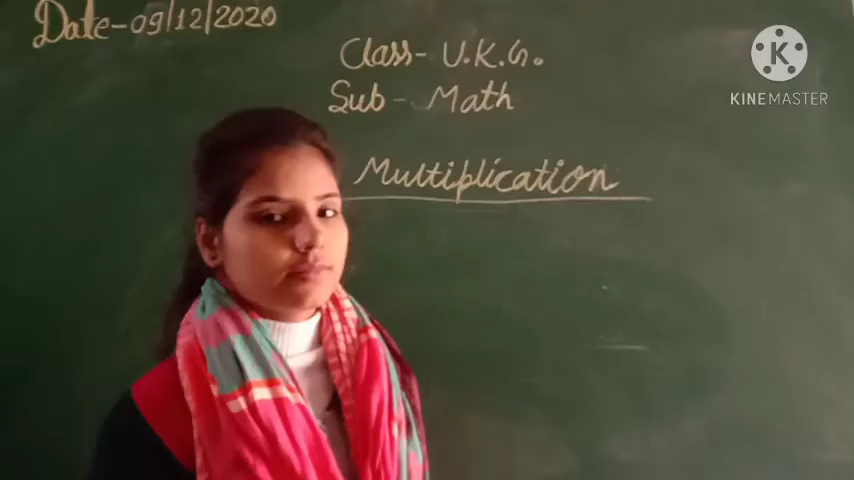 Date-09/12/2020
Class- U.K.G.
Sub - Math
Multiplication
K
KINEMASTER